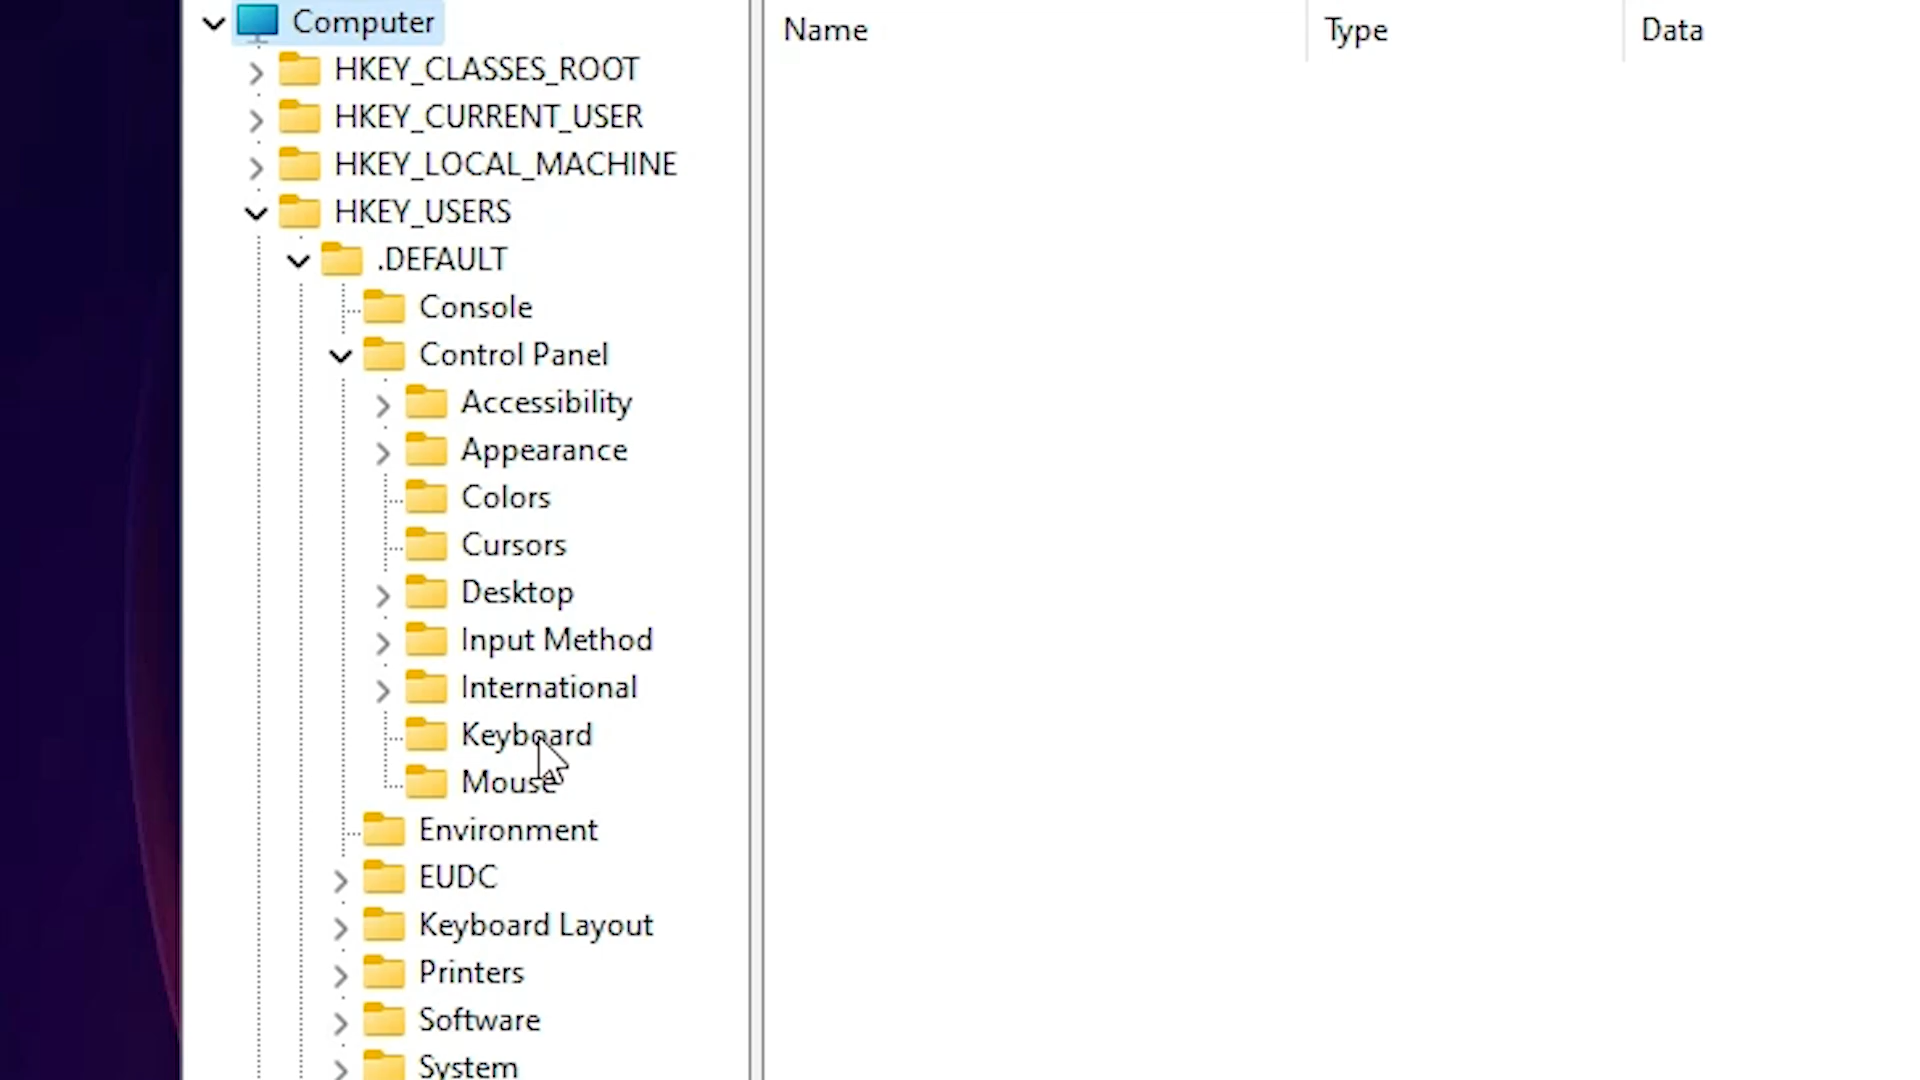 Computer
Name Type Data
HKEY_CLASSES_ROOT
HKEY_CURRENT_USER
HKEY_LOCAL_MACHINE
HKEY_USERS
.DEFAULT
Console
Control Panel
Accessibility
Appearance
Colors
Cursors
Desktop
Input Method
International
Keyboard
Mouse
Environment
EUDC
Keyboard Layout
Printers
Software
System